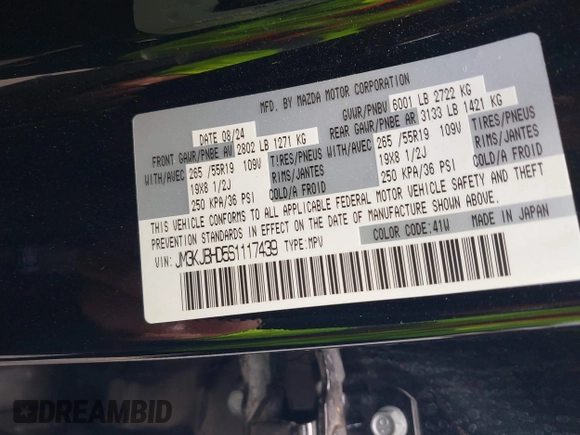 MFD. BY MAZDA MOTOR CORPORATION
DATE 08/24 GVWR/PNBV 6001 LB 2722 KG
FRONT GAWR/PNBE AV 2802 LB 1271 KG REAR GAWR/PNBE AR 3133 LB 1421 KG
WITH/AVEC 265 /55R19 109W TIRES/PNEUS WITH/AVEC 265 /55R19 109W TIRES/PNEUS
19X8 1/2J RIMS/JANTES 19X8 1/2J RIMS/JANTES
250 KPA/36 PSI COLD/A FROID 250 KPA/36 PSI COLD/A FROID
THIS VEHICLE CONFORMS TO ALL APPLICABLE FEDERAL MOTOR VEHICLE SAFETY AND THEFT
PREVENTION STANDARDS IN EFFECT ON THE DATE OF MANUFACTURE SHOWN ABOVE.
VIN: JM3KJBHD5S1117439 TYPE:MPV COLOR CODE:41W MADE IN JAPAN
DREAMBID